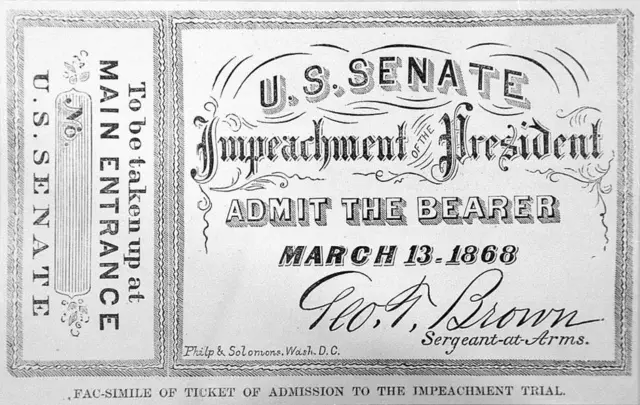 To be taken up at
MAIN ENTRANCE
No.
U.S. SENATE
U.S. SENATE
Impeachment OF THE President
ADMIT THE BEARER
MARCH 13-1868
Geo. T. Brown
Sergeant-at-Arms.
Philp & Solomons, Wash. D.C.
FAC-SIMILE OF TICKET OF ADMISSION TO THE IMPEACHMENT TRIAL.